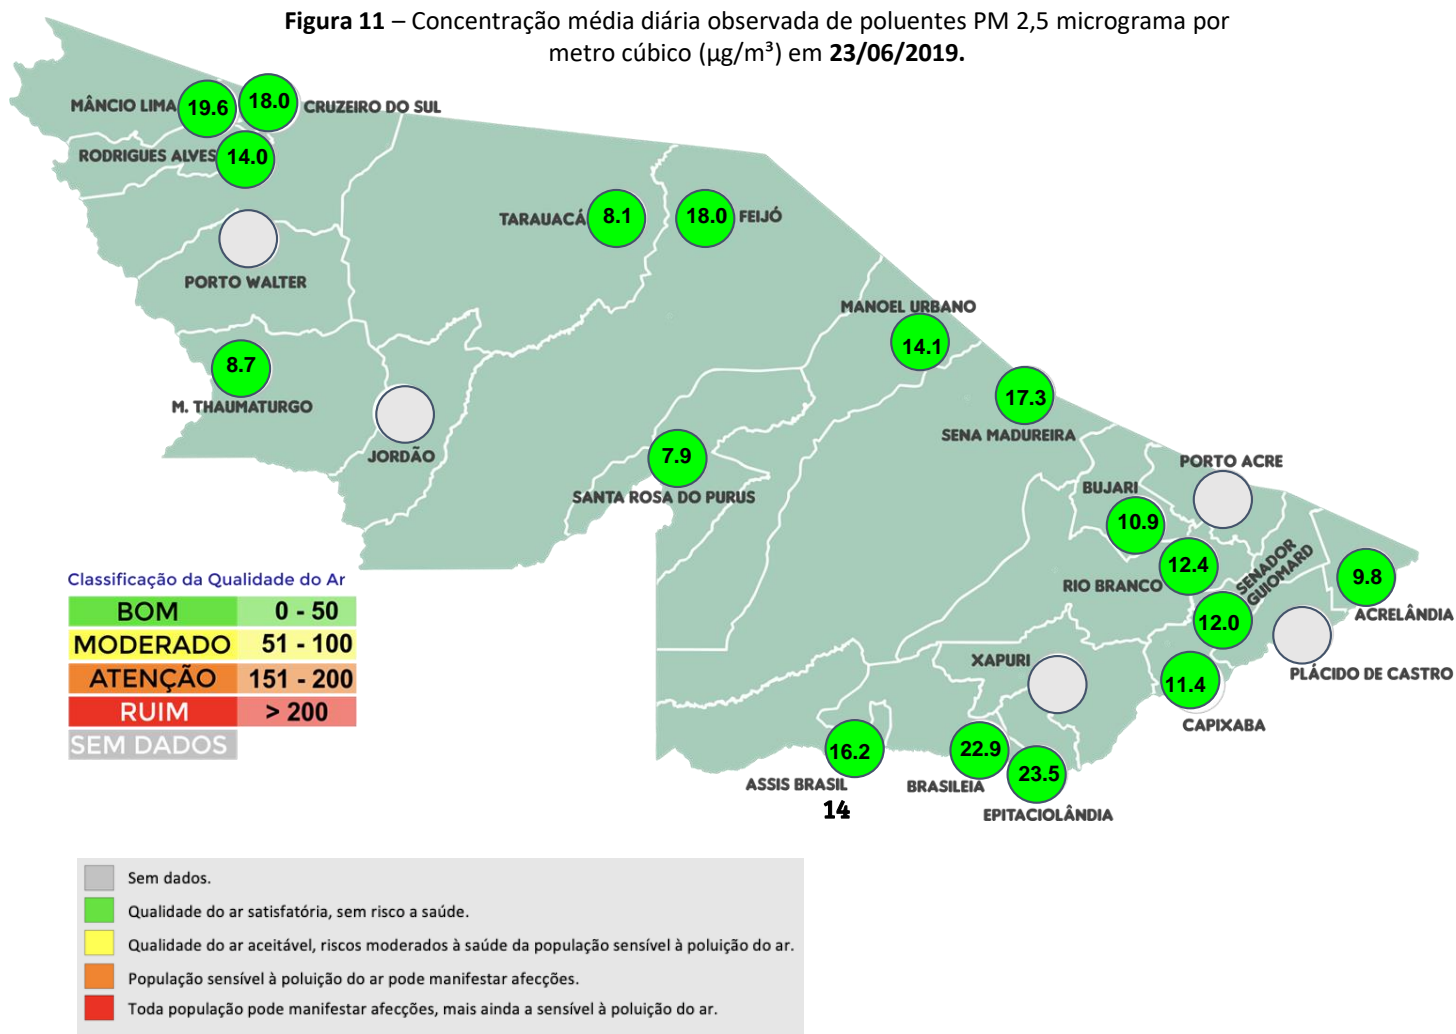 Figura 11 – Concentração média diária observada de poluentes PM 2,5 micrograma por
metro cúbico (µg/m³) em 23/06/2019.
MÂNCIO LIMA
19.6
18.0
CRUZEIRO DO SUL
RODRIGUES ALVES
14.0
TARAUACÁ
8.1
18.0
FEIJÓ
PORTO WALTER
MANOEL URBANO
14.1
8.7
M. THAUMATURGO
17.3
SENA MADUREIRA
JORDÃO
7.9
SANTA ROSA DO PURUS
PORTO ACRE
BUJARI
10.9
RIO BRANCO
12.4
SENADOR
GUIOMARD
12.0
9.8
ACRELÂNDIA
PLÁCIDO DE CASTRO
XAPURI
11.4
CAPIXABA
16.2
ASSIS BRASIL
14
22.9
BRASILEIA
23.5
EPITACIOLÂNDIA
Classificação da Qualidade do Ar
BOM 0 - 50
MODERADO 51 - 100
ATENÇÃO 151 - 200
RUIM > 200
SEM DADOS
Sem dados.
Qualidade do ar satisfatória, sem risco a saúde.
Qualidade do ar aceitável, riscos moderados à saúde da população sensível à poluição do ar.
População sensível à poluição do ar pode manifestar afecções.
Toda população pode manifestar afecções, mais ainda a sensível à poluição do ar.